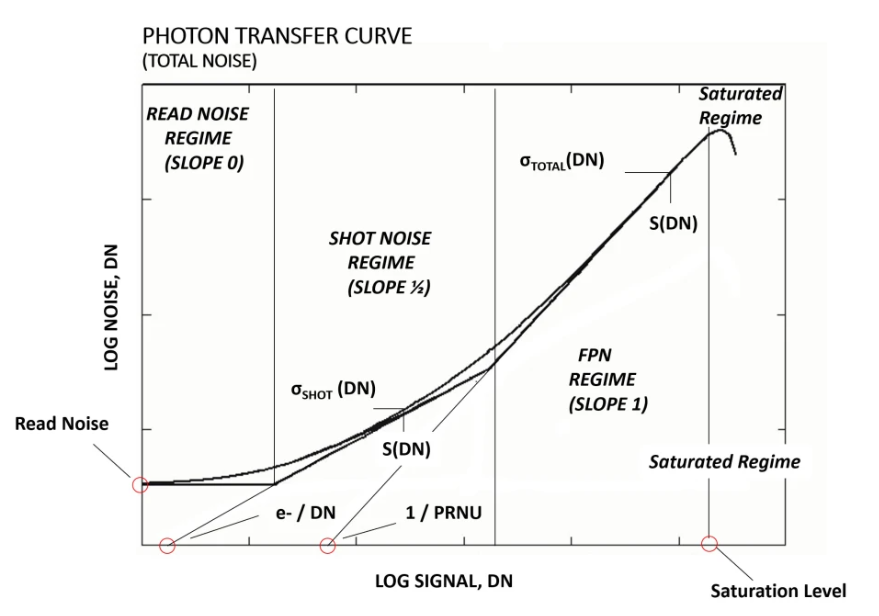 PHOTON TRANSFER CURVE
(TOTAL NOISE)
Saturated
Regime
READ NOISE
REGIME
(SLOPE 0)
σTOTAL(DN)
S(DN)
SHOT NOISE
REGIME
(SLOPE ½)
LOG NOISE, DN
FPN
REGIME
(SLOPE 1)
σSHOT (DN)
S(DN)
Read Noise
Saturated Regime
e- / DN
1 / PRNU
LOG SIGNAL, DN
Saturation Level